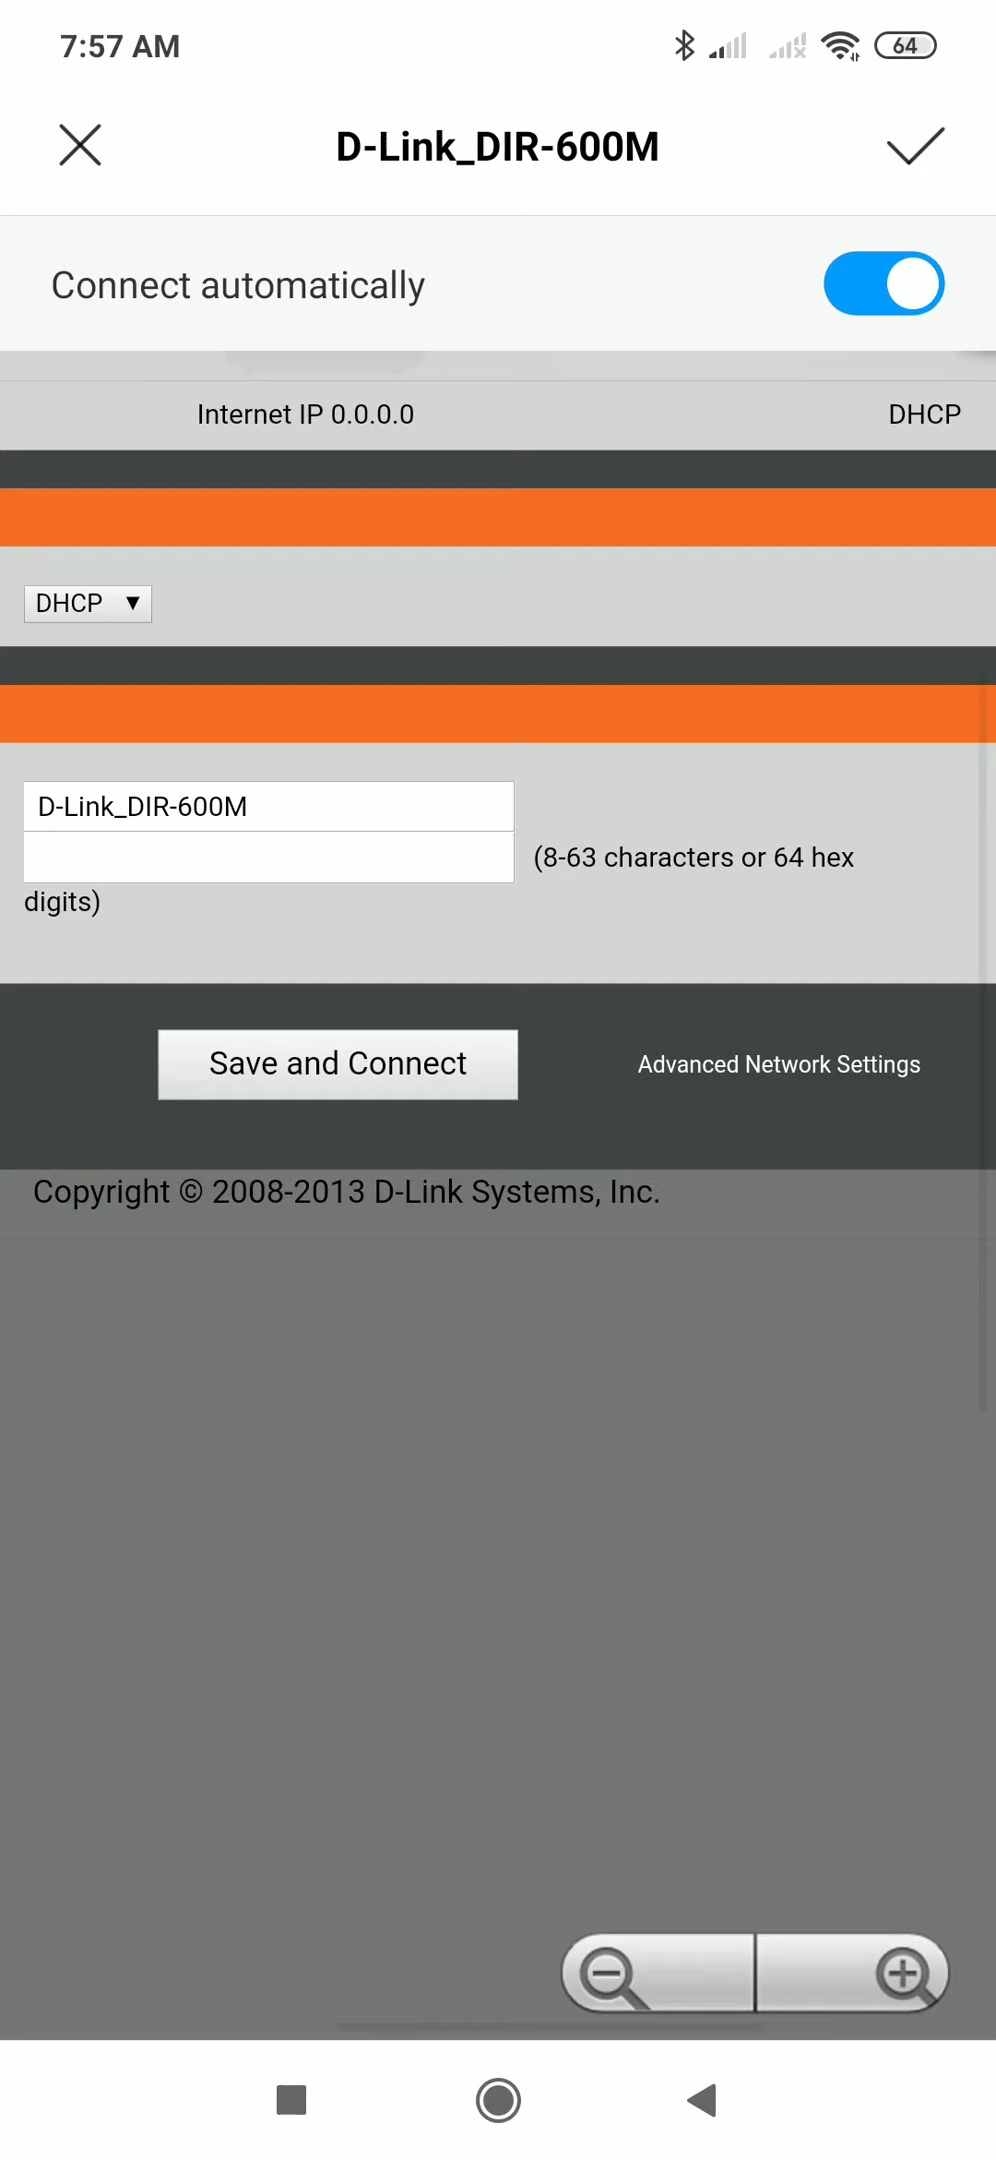 7:57 AM
64
D-Link_DIR-600M
Connect automatically
Internet IP 0.0.0.0
DHCP
DHCP ▼
D-Link_DIR-600M
(8-63 characters or 64 hex
digits)
Save and Connect
Advanced Network Settings
Copyright © 2008-2013 D-Link Systems, Inc.